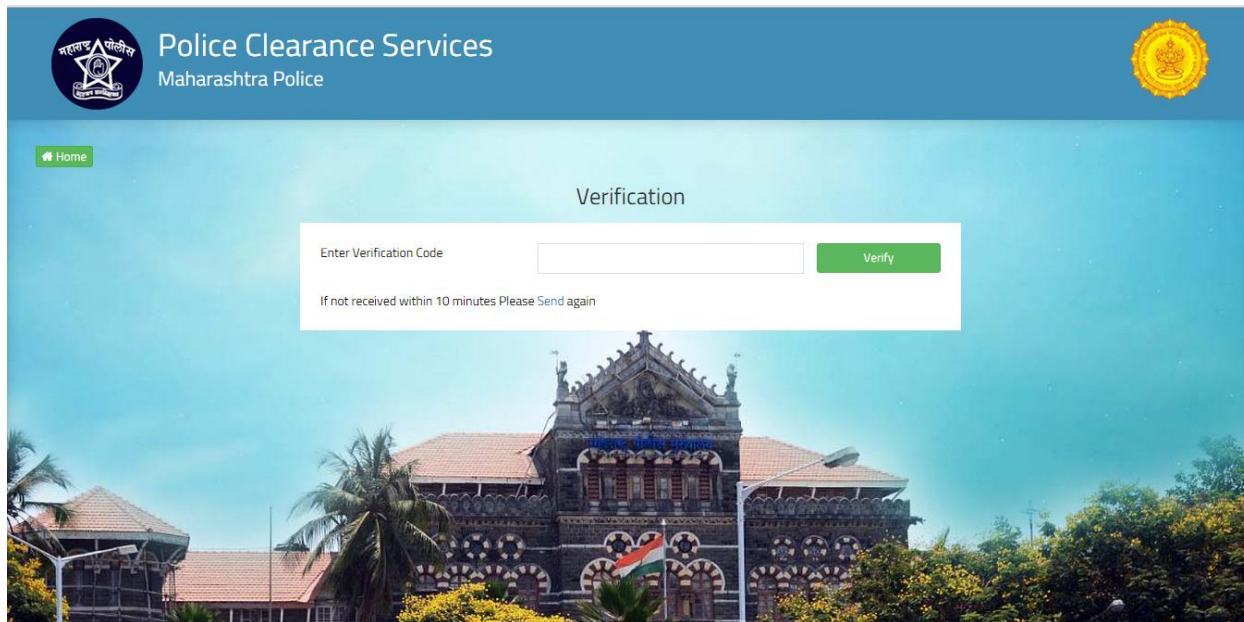 महाराष्ट्र पोलीस
Police Clearance Services
Maharashtra Police
Home
Verification
Enter Verification Code
Verify
If not received within 10 minutes Please Send again